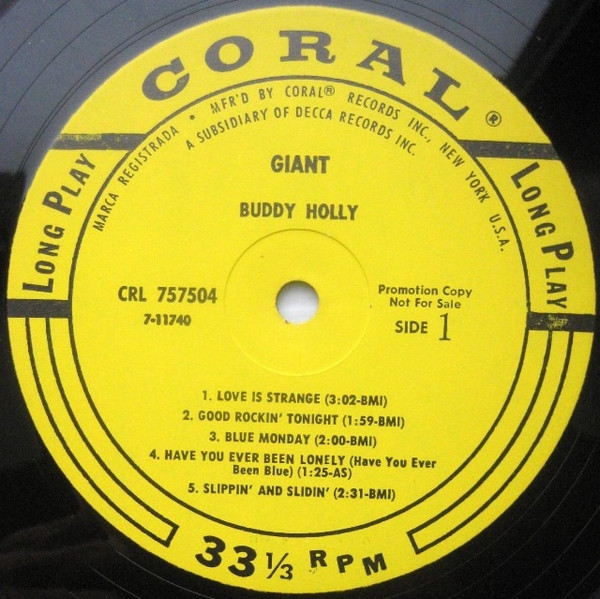 CORAL®
MARCA REGISTRADA • MFR'D BY CORAL® RECORDS INC., NEW YORK U.S.A.
A SUBSIDIARY OF DECCA RECORDS INC.
LONG PLAY
LONG PLAY
GIANT
BUDDY HOLLY
CRL 757504
7-11740
Promotion Copy
Not For Sale
SIDE 1
1. LOVE IS STRANGE (3:02-BMI)
2. GOOD ROCKIN' TONIGHT (1:59-BMI)
3. BLUE MONDAY (2:00-BMI)
4. HAVE YOU EVER BEEN LONELY (Have You Ever
Been Blue) (1:25-AS)
5. SLIPPIN' AND SLIDIN' (2:31-BMI)
33 1/3 RPM